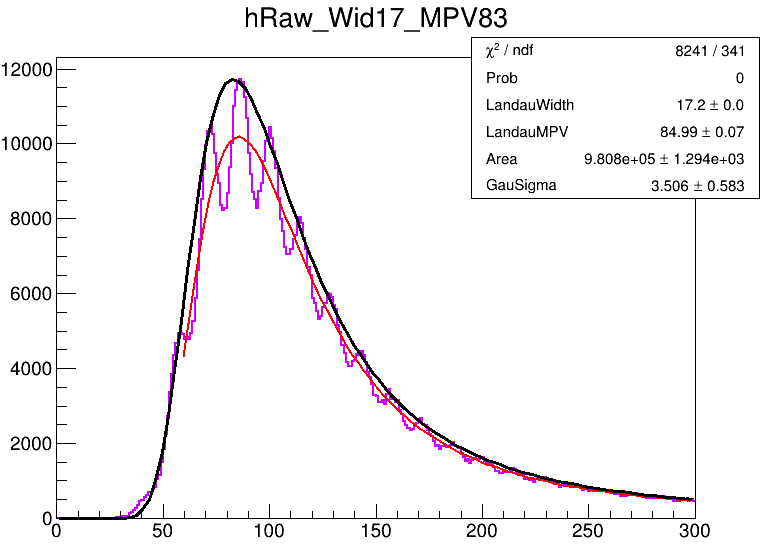 hRaw_Wid17_MPV83
χ² / ndf 8241 / 341
Prob 0
LandauWidth 17.2 ± 0.0
LandauMPV 84.99 ± 0.07
Area 9.808e+05 ± 1.294e+03
GauSigma 3.506 ± 0.583
12000
10000
8000
6000
4000
2000
0
0 50 100 150 200 250 300